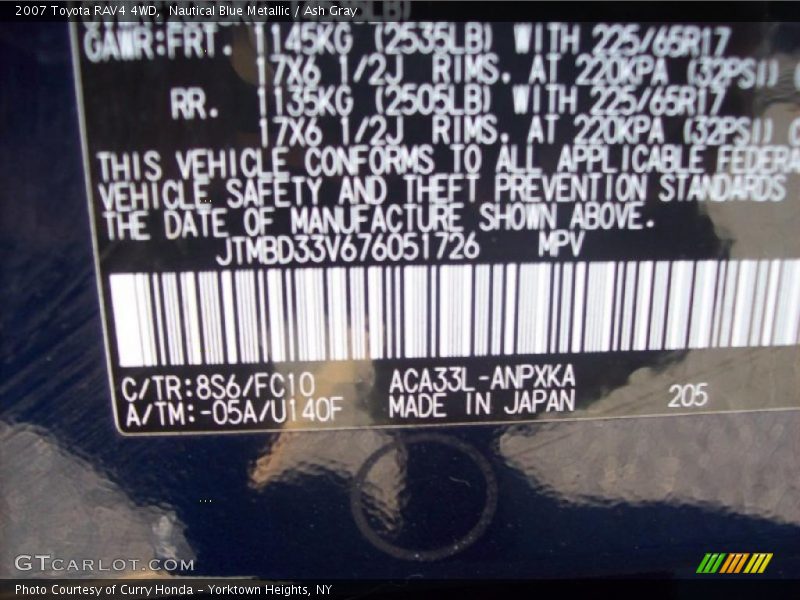 2007 Toyota RAV4 4WD, Nautical Blue Metallic / Ash Gray
GAWR:FRT. 1145KG (2535LB) WITH 225/65R17
17X6 1/2J RIMS. AT 220KPA (32PSI)
RR. 1135KG (2505LB) WITH 225/65R17
17X6 1/2J RIMS. AT 220KPA (32PSI)
THIS VEHICLE CONFORMS TO ALL APPLICABLE FEDERA
VEHICLE SAFETY AND THEFT PREVENTION STANDARDS
THE DATE OF MANUFACTURE SHOWN ABOVE.
JTMBD33V676051726 MPV
C/TR:8S6/FC10 ACA33L-ANPXKA
A/TM:-05A/U140F MADE IN JAPAN 205
GTCARLOT.COM
Photo Courtesy of Curry Honda - Yorktown Heights, NY